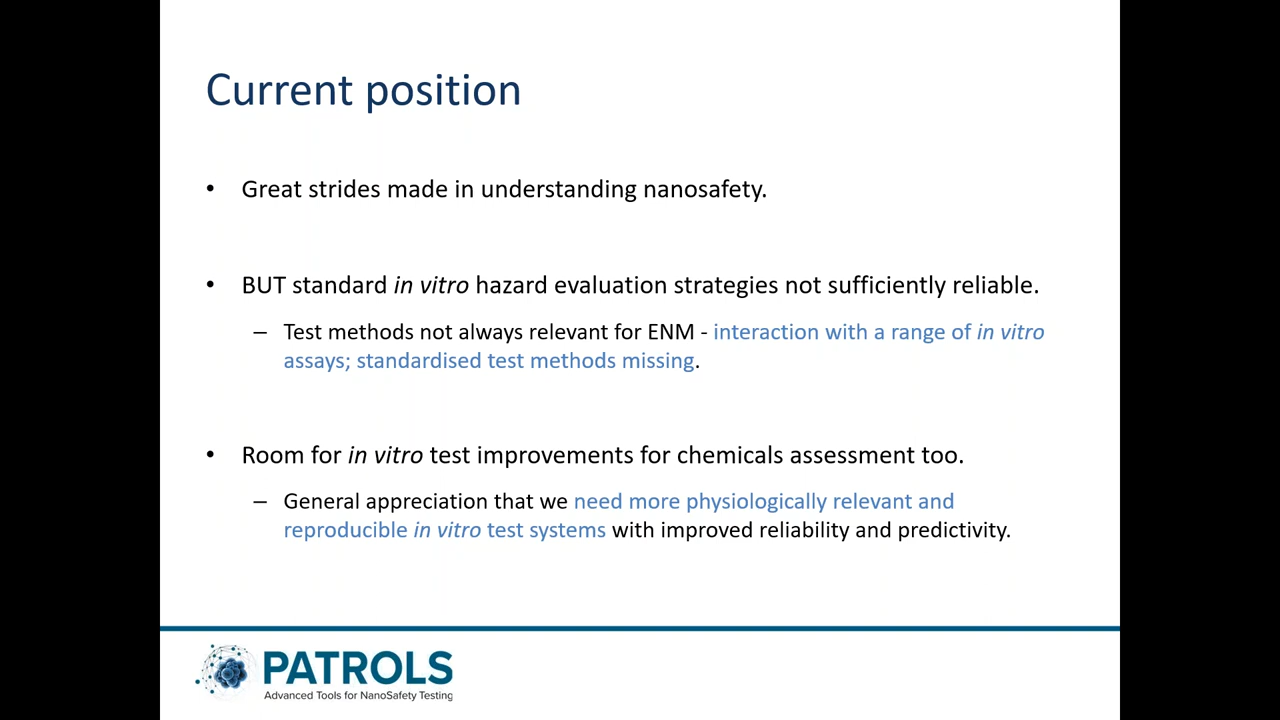 Current position
• Great strides made in understanding nanosafety.
• BUT standard in vitro hazard evaluation strategies not sufficiently reliable.
– Test methods not always relevant for ENM - interaction with a range of in vitro
assays; standardised test methods missing.
• Room for in vitro test improvements for chemicals assessment too.
– General appreciation that we need more physiologically relevant and
reproducible in vitro test systems with improved reliability and predictivity.
PATROLS
Advanced Tools for NanoSafety Testing